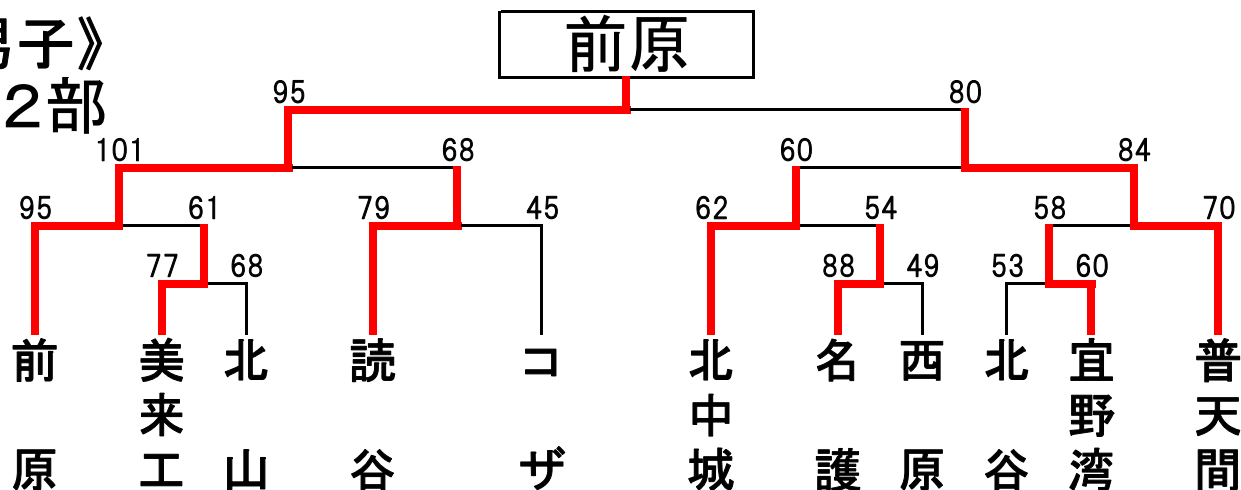 男子》
2部
前原
95 80
101 68 60 84
95 61 79 45 62 54 58 70
77 68 88 49 53 60
前原 美来工 北山 読谷 コザ 北中城 名護 西原 北谷 宜野湾 普天間